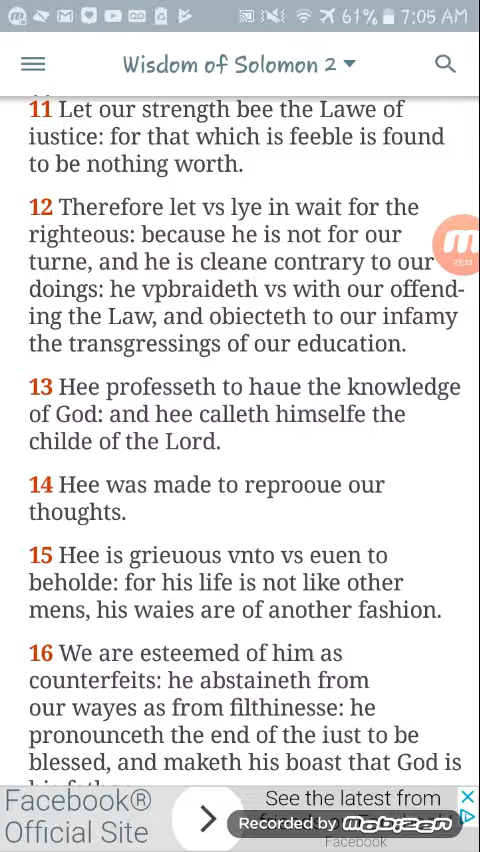 61% 7:05 AM
Wisdom of Solomon 2
11 Let our strength bee the Lawe of
iustice: for that which is feeble is found
to be nothing worth.
12 Therefore let vs lye in wait for the
righteous: because he is not for our
turne, and he is cleane contrary to our
doings: he vpbraideth vs with our offend-
ing the Law, and obiecteth to our infamy
the transgressings of our education.
13 Hee professeth to haue the knowledge
of God: and hee calleth himselfe the
childe of the Lord.
14 Hee was made to reprooue our
thoughts.
15 Hee is grieuous vnto vs euen to
beholde: for his life is not like other
mens, his waies are of another fashion.
16 We are esteemed of him as
counterfeits: he abstaineth from
our wayes as from filthinesse: he
pronounceth the end of the iust to be
blessed, and maketh his boast that God is
23:22
Facebook®
Official Site
See the latest from
Recorded by mobizen
Facebook